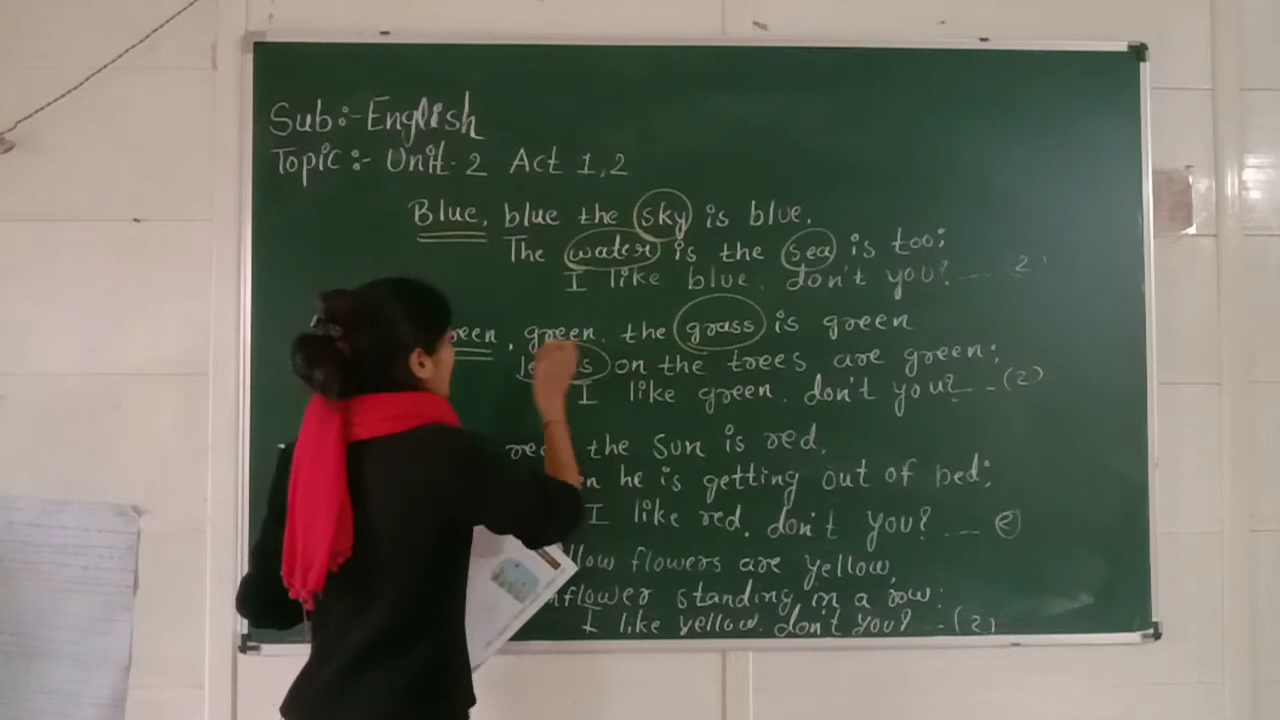 Sub:- English
Topic:- Unit-2 Act 1,2
Blue, blue the sky is blue.
The water is the sea is too;
I like blue. don't you? --- 2
green, the grass is green
on the trees are green;
I like green. don't you? -- (2)
the Sun is red.
he is getting out of bed;
I like red. don't you? ---
flowers are yellow,
standing in a row:
I like yellow. don't you? -- (2)